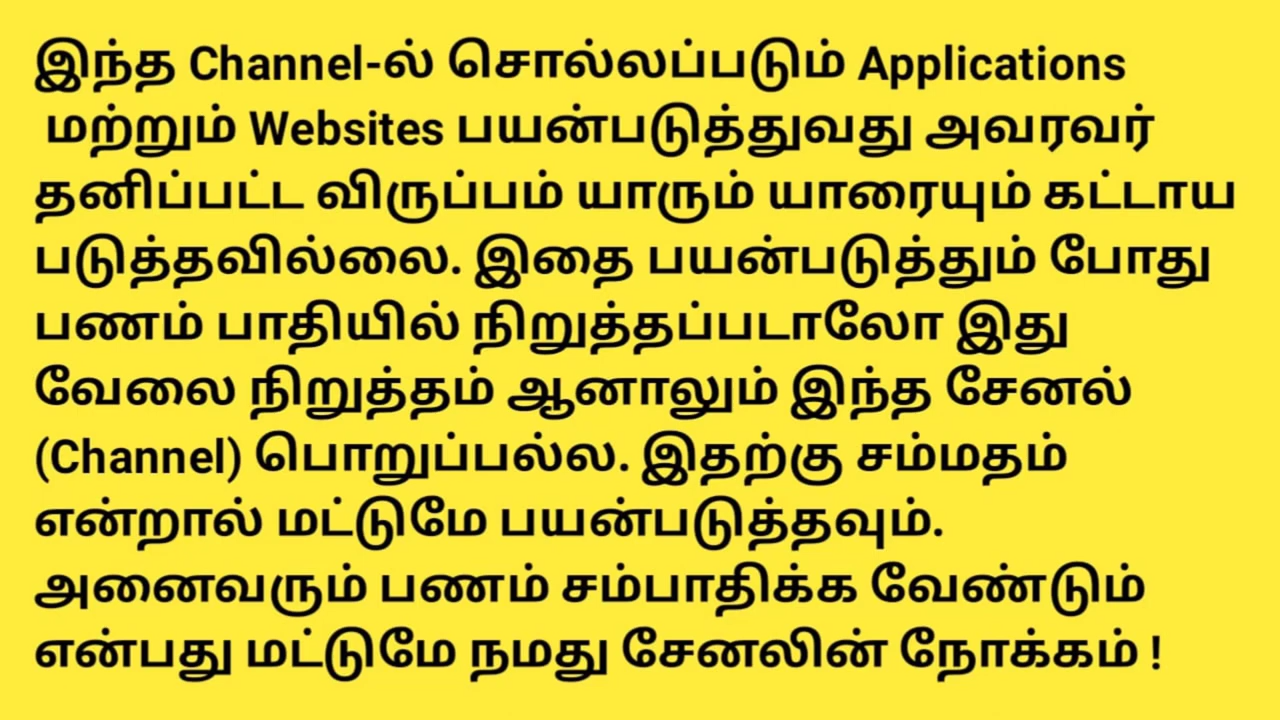 இந்த Channel-ல் சொல்லப்படும் Applications
மற்றும் Websites பயன்படுத்துவது அவரவர்
தனிப்பட்ட விருப்பம் யாரும் யாரையும் கட்டாய
படுத்தவில்லை. இதை பயன்படுத்தும் போது
பணம் பாதியில் நிறுத்தப்படாலோ இது
வேலை நிறுத்தம் ஆனாலும் இந்த சேனல்
(Channel) பொறுப்பல்ல. இதற்கு சம்மதம்
என்றால் மட்டுமே பயன்படுத்தவும்.
அனைவரும் பணம் சம்பாதிக்க வேண்டும்
என்பது மட்டுமே நமது சேனலின் நோக்கம் !